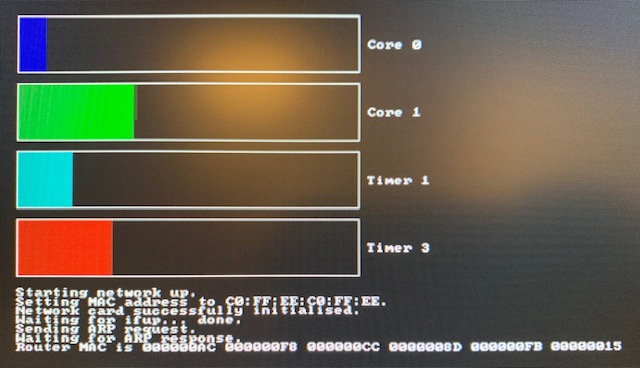 Core 0
Core 1
Timer 1
Timer 3
Starting network up.
Setting MAC address to C0:FF:EE:C0:FF:EE.
Network card successfully initialised.
Waiting for ifup.... done.
Sending ARP request.
Waiting for ARP response.
Router MAC is 000000AC 000000F8 000000CC 0000008D 000000FB 00000015